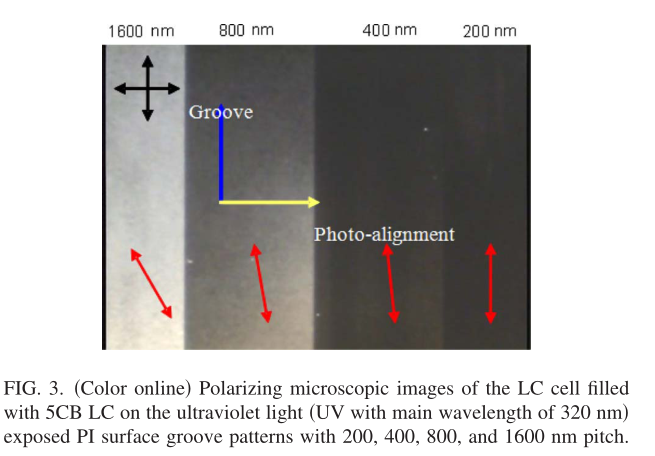 1600 nm 800 nm 400 nm 200 nm
Groove
Photo-alignment
FIG. 3. (Color online) Polarizing microscopic images of the LC cell filled
with 5CB LC on the ultraviolet light (UV with main wavelength of 320 nm)
exposed PI surface groove patterns with 200, 400, 800, and 1600 nm pitch.